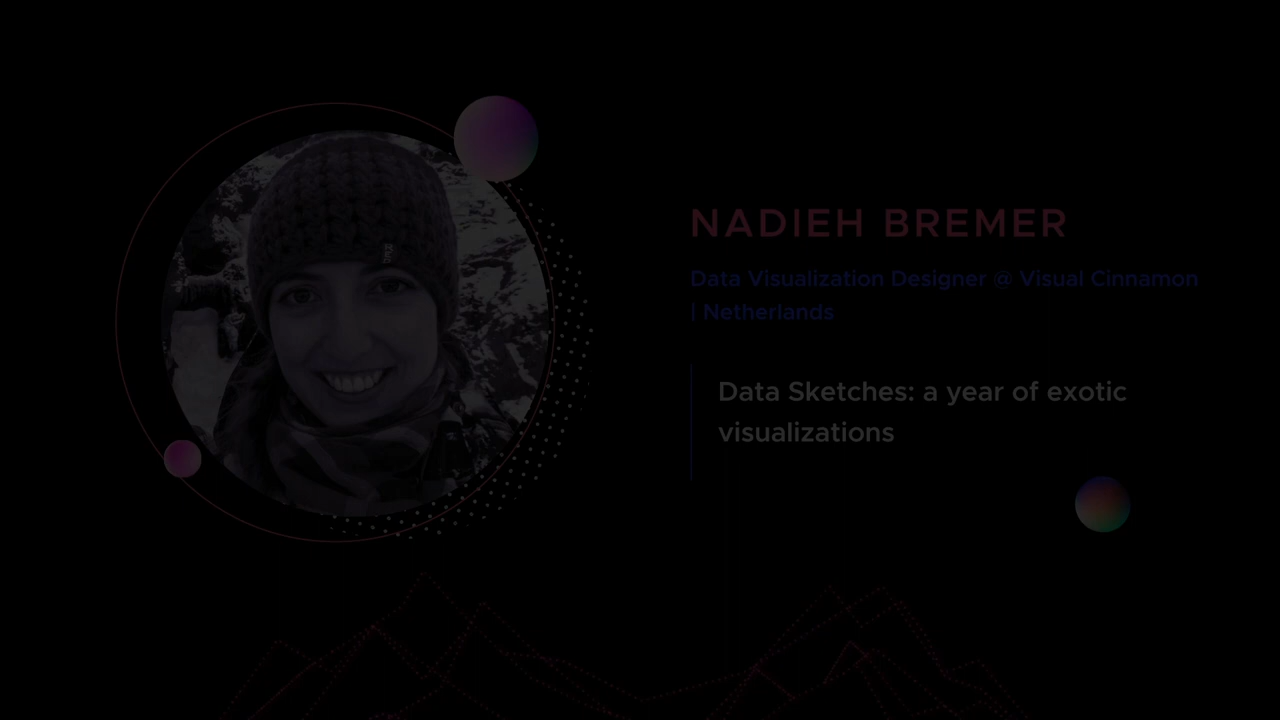 NADIEH BREMER
Data Visualization Designer @ Visual Cinnamon
| Netherlands
Data Sketches: a year of exotic
visualizations